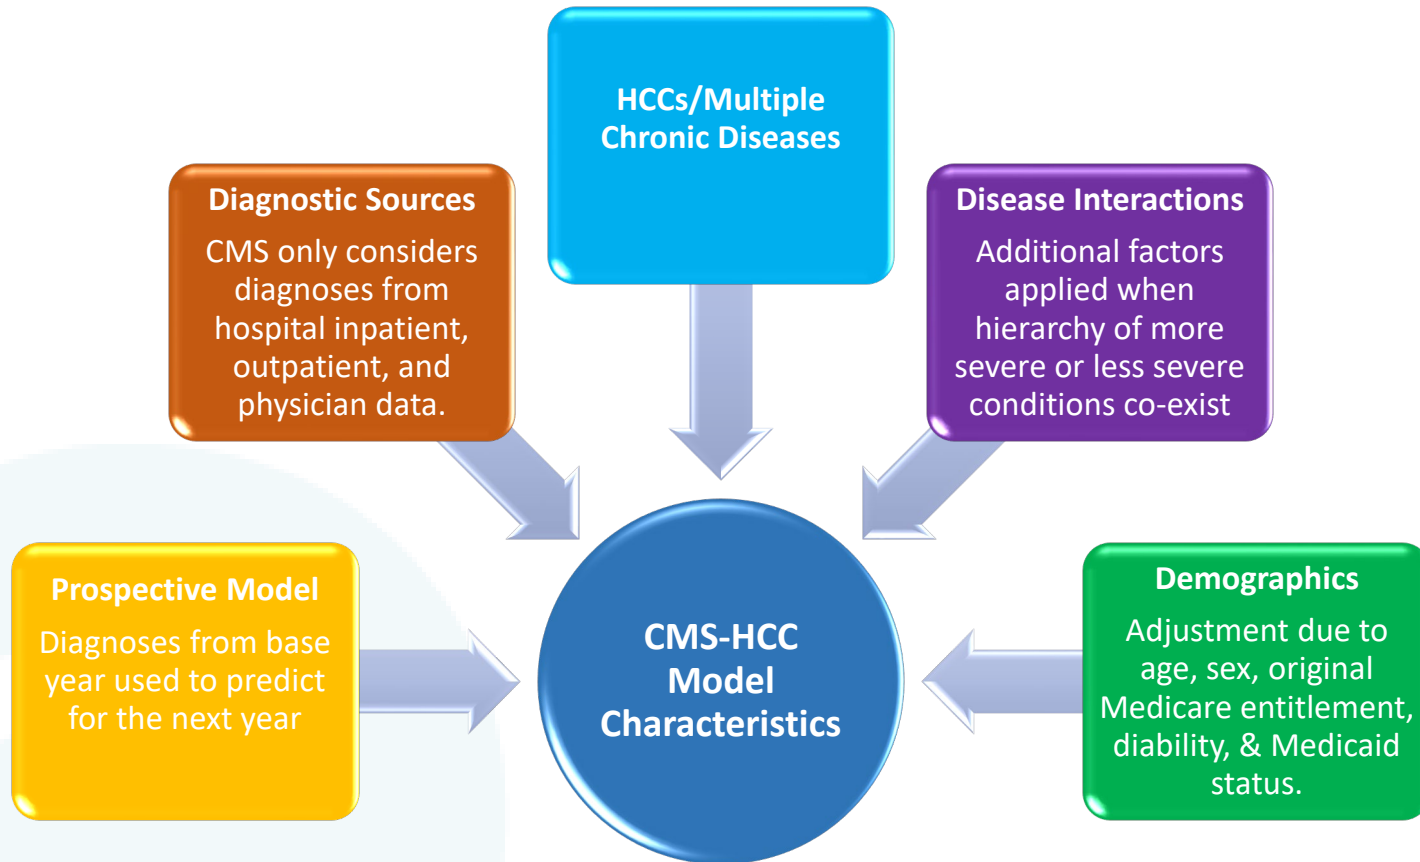 HCCs/Multiple
Chronic Diseases
Diagnostic Sources
CMS only considers
diagnoses from
hospital inpatient,
outpatient, and
physician data.
Disease Interactions
Additional factors
applied when
hierarchy of more
severe or less severe
conditions co-exist
Prospective Model
Diagnoses from base
year used to predict
for the next year
CMS-HCC
Model
Characteristics
Demographics
Adjustment due to
age, sex, original
Medicare entitlement,
diability, & Medicaid
status.